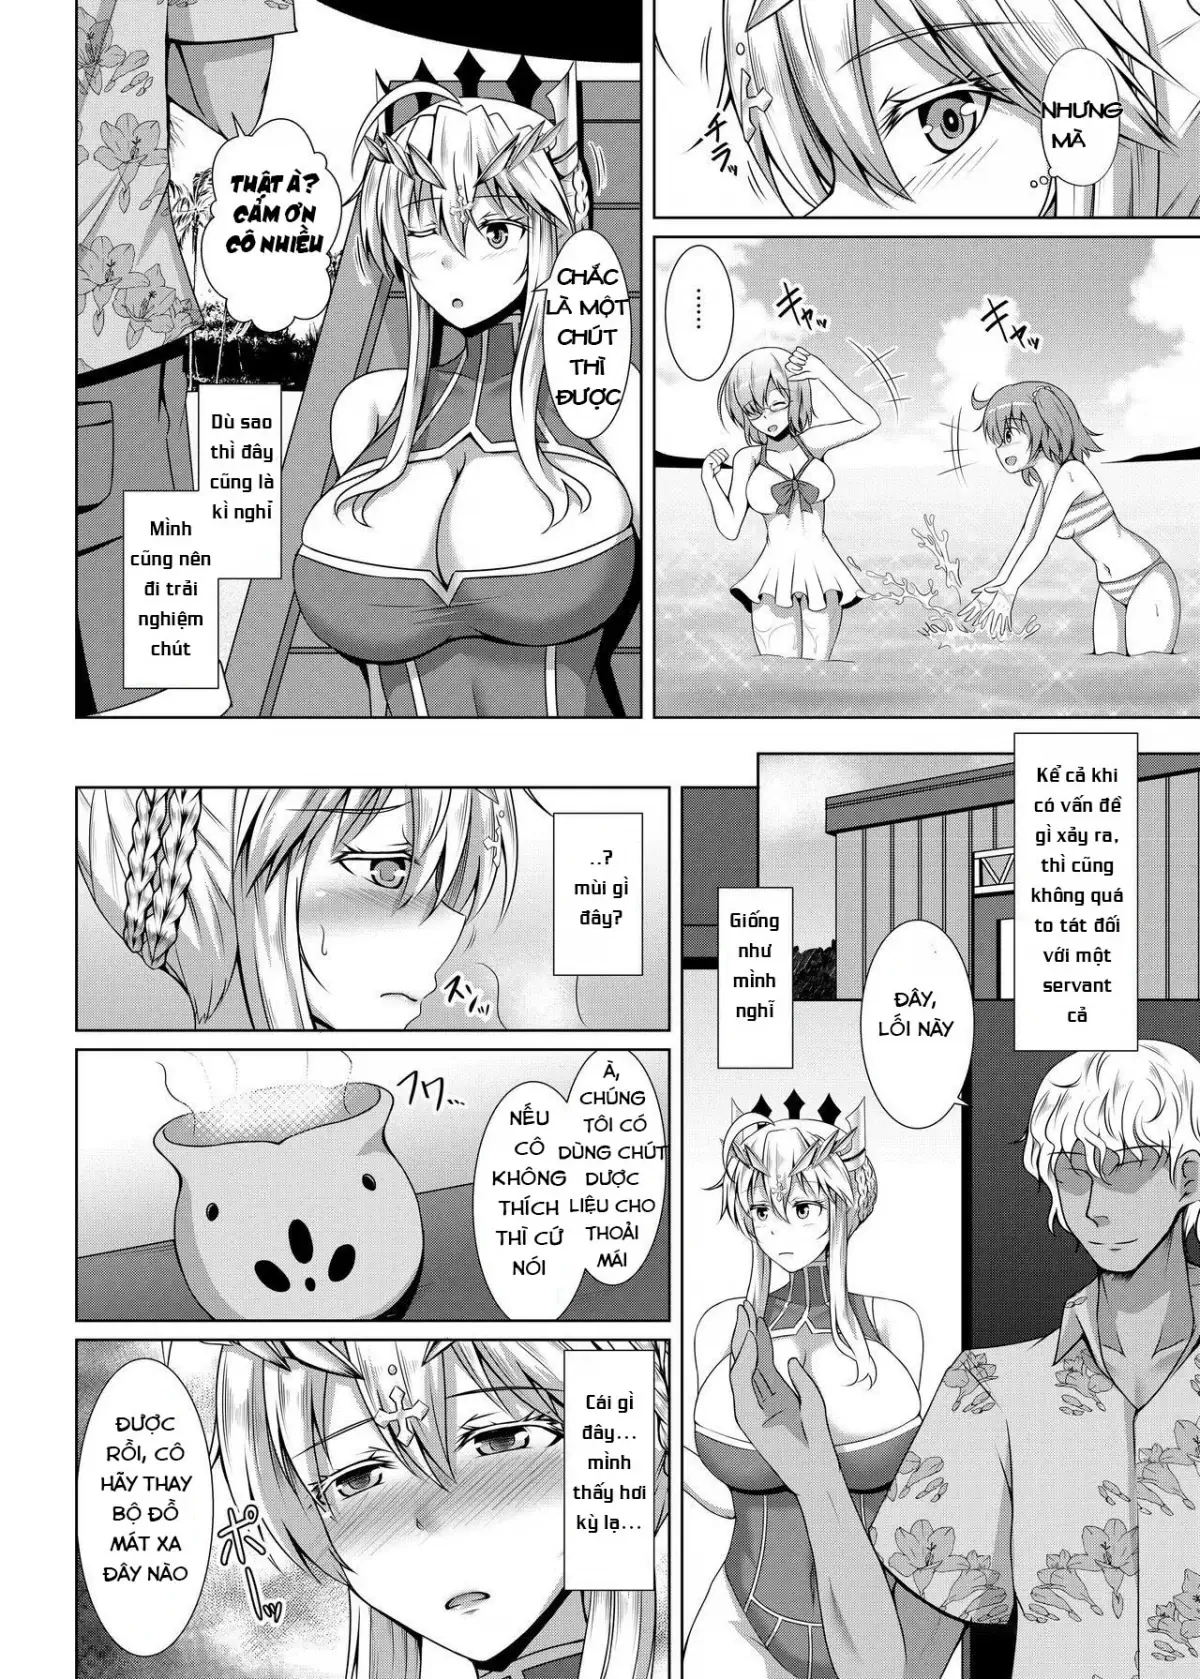 NHƯNG
MÀ
チラッ
………
キャッ
キャッ
CHẮC
LÀ MỘT
CHÚT
THÌ
ĐƯỢC
THẬT À?
CẢM ƠN
CÔ NHIỀU
Dù sao
thì đây
cũng là
kì nghỉ
Mình
cũng nên
đi trải
nghiệm
chút
Kể cả khi
có vấn đề
gì xảy ra,
thì cũng
không quá
to tát đối
với một
servant
cả
ĐÂY,
LỐI NÀY
Giống
như
mình
nghĩ
..?
mùi gì
đây?
スンッ
À,
CHÚNG
TÔI CÓ
DÙNG CHÚT
DƯỢC
LIỆU CHO
THOẢI
MÁI
NẾU
CÔ
KHÔNG
THÍCH
THÌ CỨ
NÓI
フワ…
Cái gì
đây...
mình
thấy hơi
kỳ lạ...
ポーッ
ĐƯỢC
RỒI, CÔ
HÃY THAY
BỘ ĐỒ
MÁT XA
ĐÂY NÀO